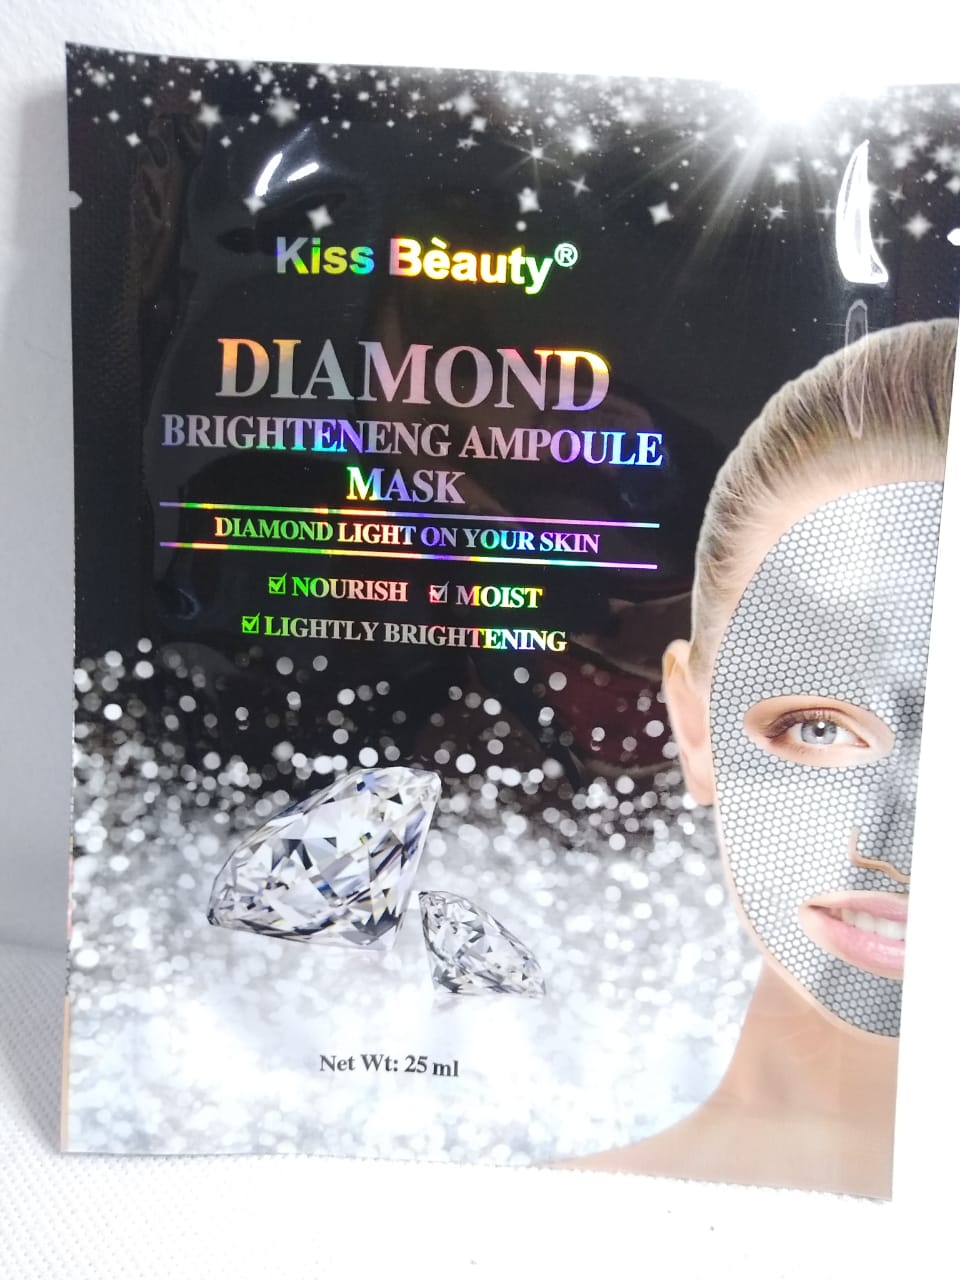 Kiss Bèauty®
DIAMOND
BRIGHTENENG AMPOULE
MASK
DIAMOND LIGHT ON YOUR SKIN
☑ NOURISH ☑ MOIST
☑ LIGHTLY BRIGHTENING
Net Wt: 25 ml